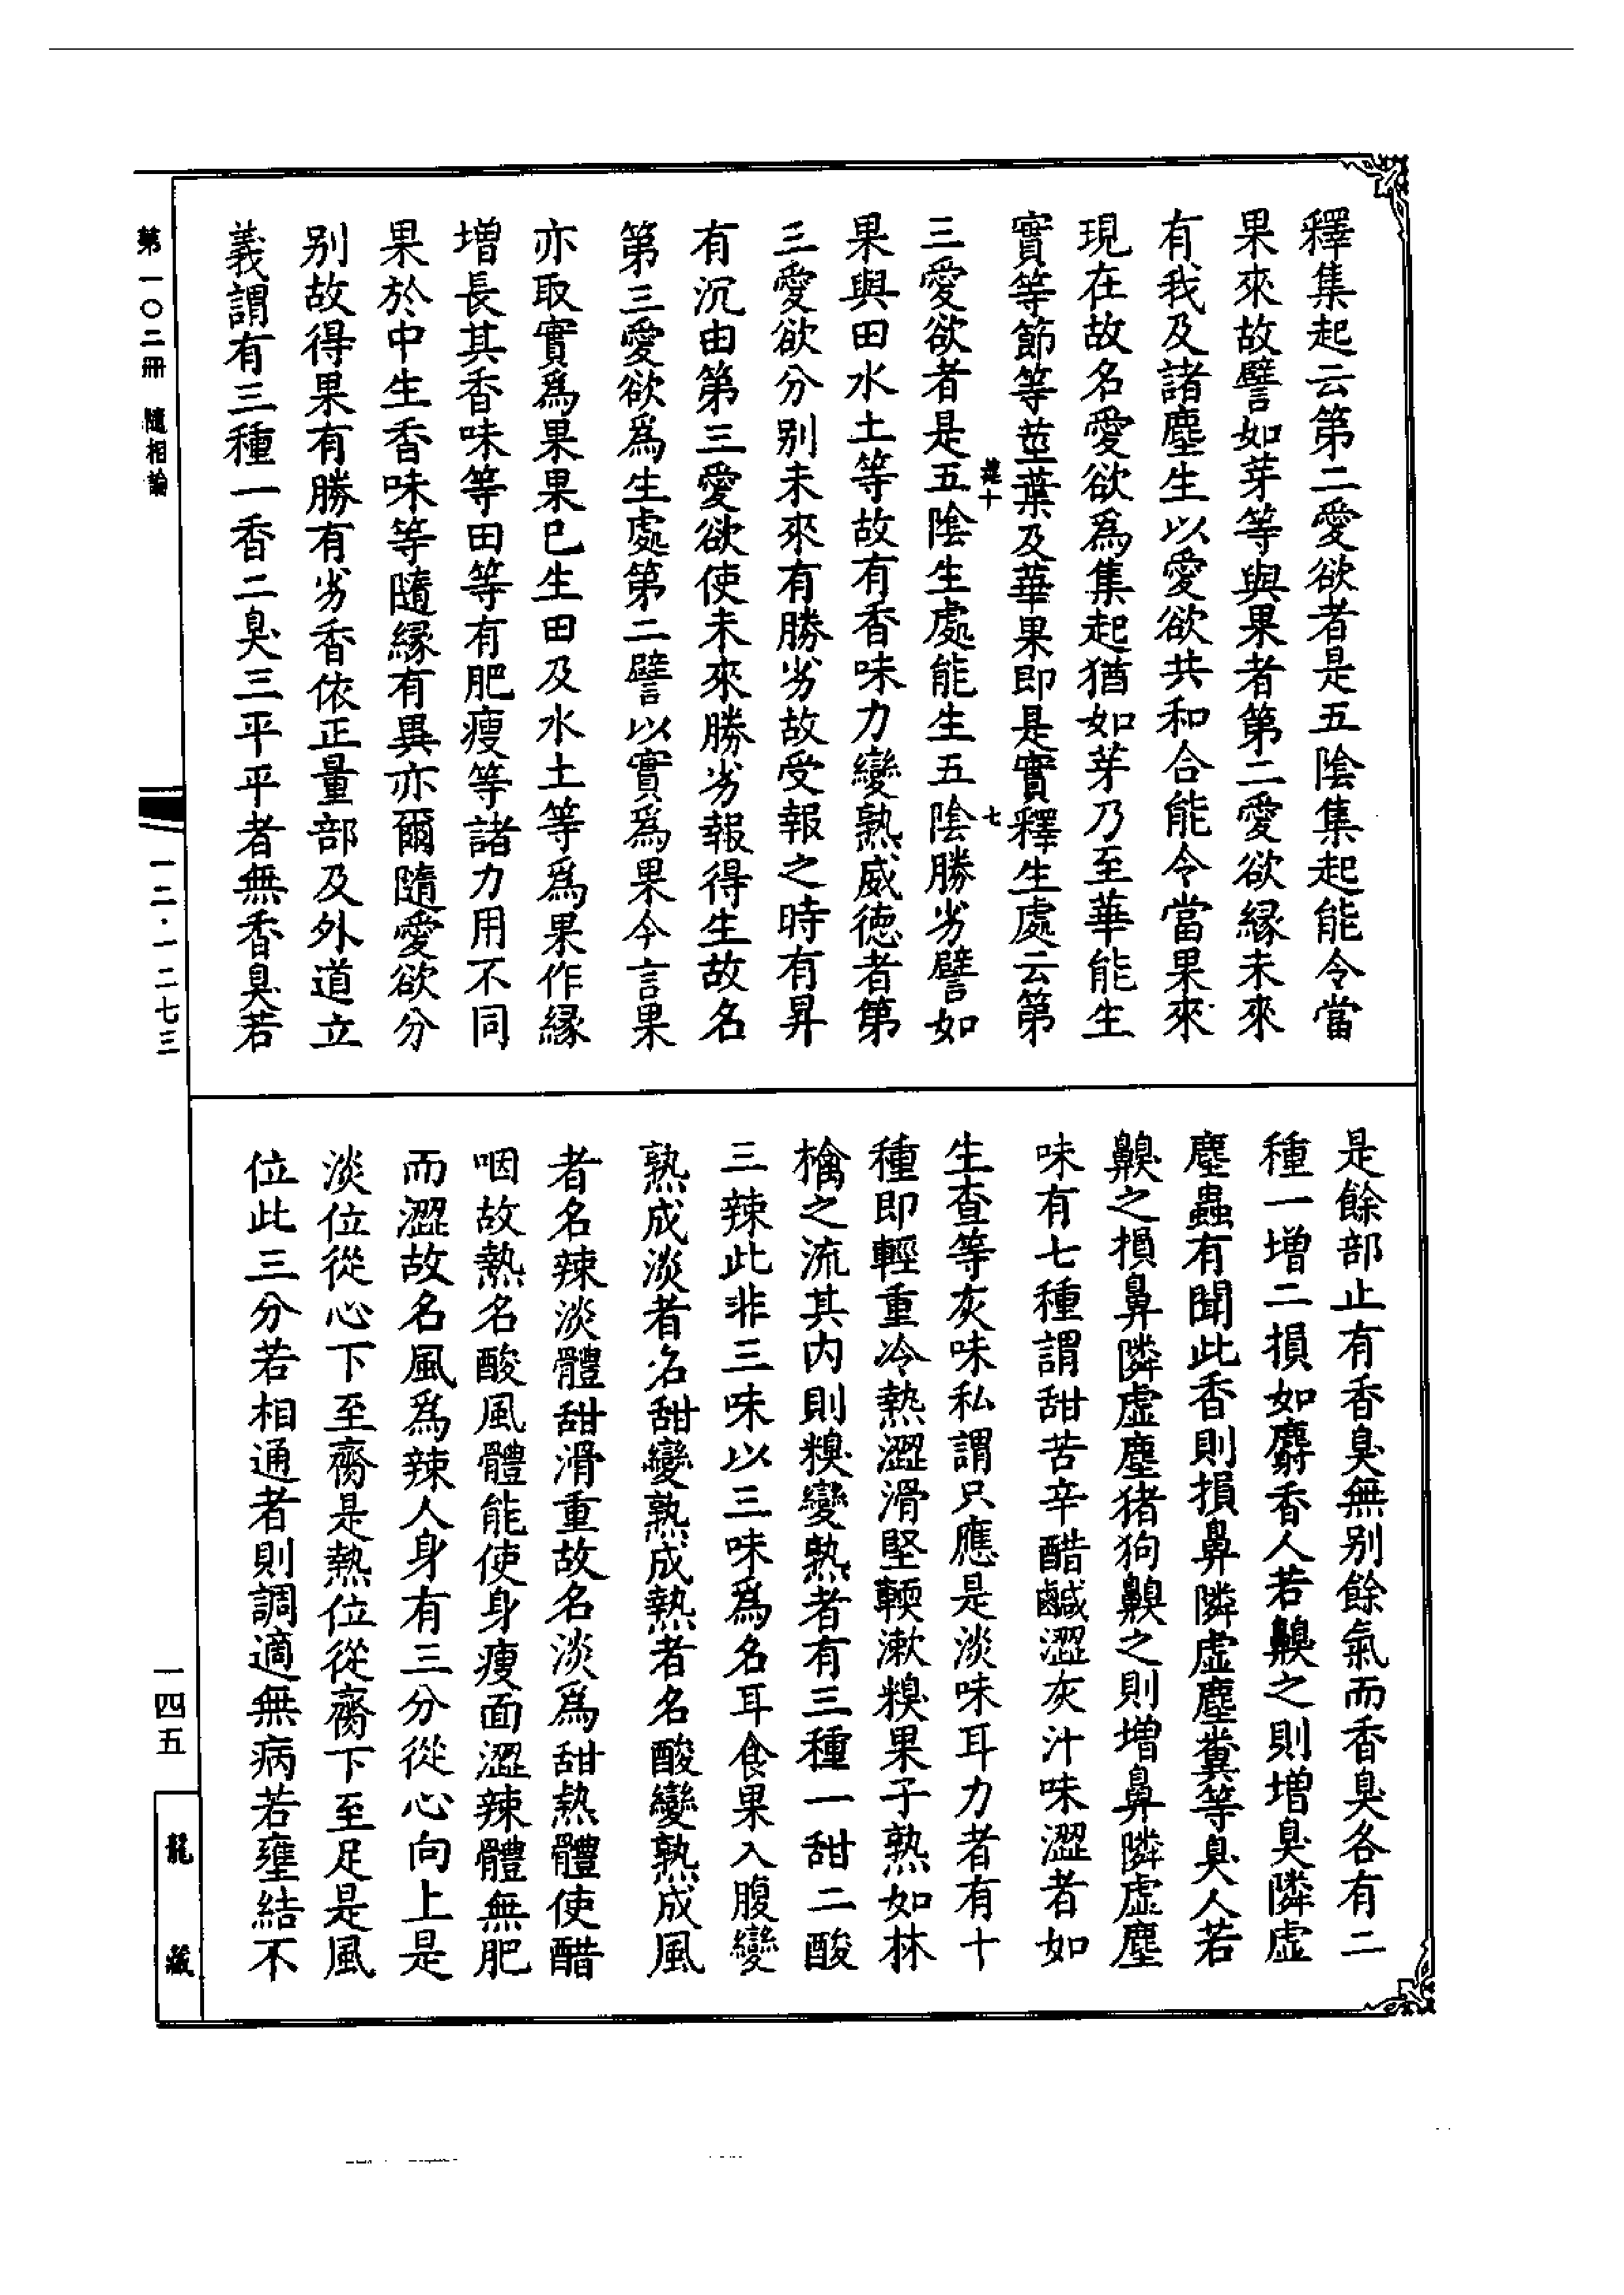 釋集起云第二愛欲者是五陰集起能令當
果來故譬如芽等與果者第二愛欲緣未來
有我及諸塵生以愛欲共和合能令當果來
現在故名愛欲爲集起猶如芽乃至華能生
實等節等莖葉及華果即是實釋生處云第
三愛欲者是五陰生處能生五陰勝劣譬如
果與田水土等故有香味力變熟威德者第
三愛欲分別未來有勝劣故受報之時有昇
有沉由第三愛欲使未來勝劣報得生故名
第三愛欲爲生處第二譬以實爲果今言果
亦取實爲果果已生田及水土等爲果作緣
增長其香味等田等有肥瘦等諸力用不同
果於中生香味等隨緣有異亦爾隨愛欲分
別故得果有勝有劣香依正量部及外道立
義謂有三種一香二臭三平平者無香臭若
是餘部止有香臭無別餘氣而香臭各有二
種一增二損如麝香人若齅之則增臭隣虛
塵蟲有聞此香則損鼻隣虛塵糞等臭人若
齅之損鼻隣虛塵猪狗齅之則增鼻隣虛塵
味有七種謂甜苦辛醋鹹澀灰汁味澀者如
生查等灰味私謂只應是淡味耳力者有十
種即輕重冷熱澀滑堅輭漱糗果子熟如林
檎之流其內則糗變熟者有三種一甜二酸
三辣此非三味以三味爲名耳食果入腹變
熟成淡者名甜變熟成熱者名酸變熟成風
者名辣淡體甜滑重故名淡爲甜熱體使醋
咽故熱名酸風體能使身瘦面澀辣體無肥
而澀故名風爲辣人身有三分從心向上是
淡位從心下至齊是熱位從齊下至足是風
位此三分若相通者則調適無病若壅結不
第一〇二冊 隨相論
一二·一二七三
一四五
龍藏
十
七